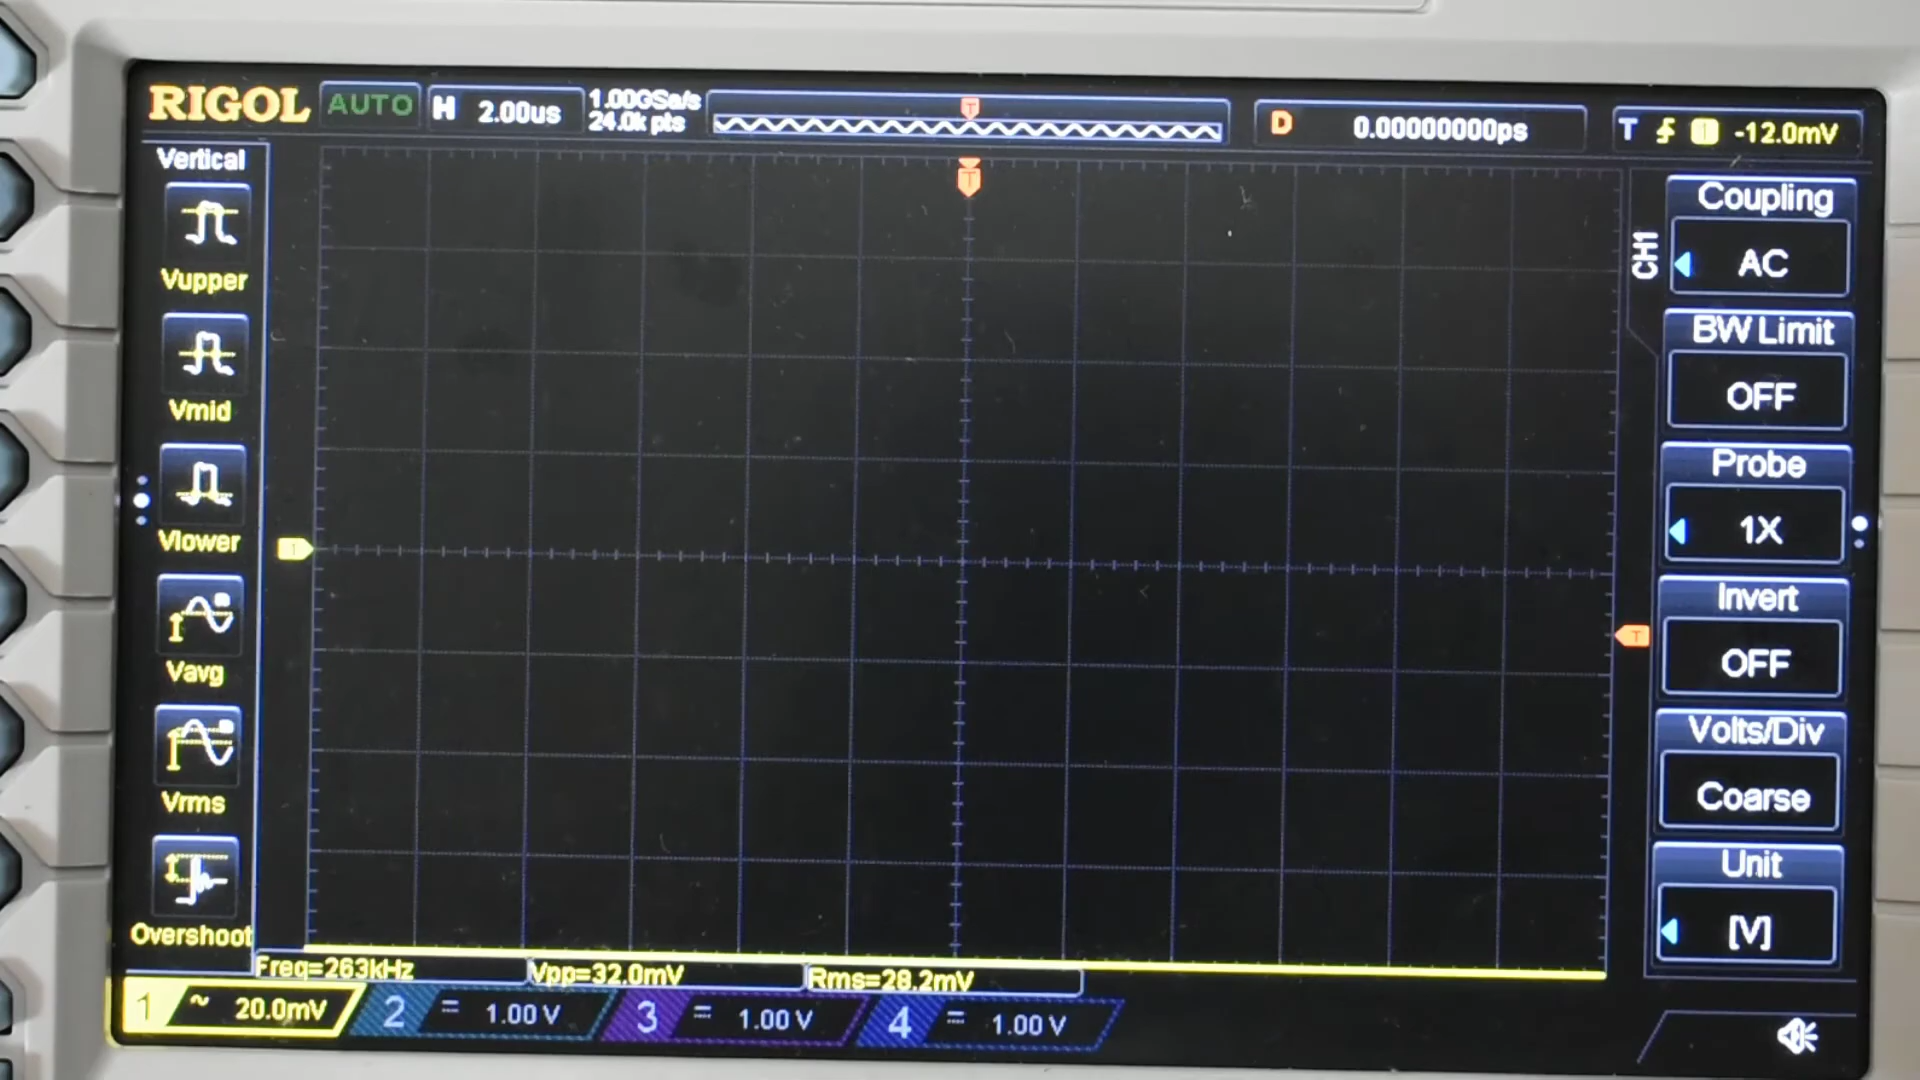 RIGOL AUTO H 2.00us 1.00GSa/s 24.0k pts T D 0.00000000ps T 1 -12.0mV
Vertical
T
Vupper
Vmid
Vlower
Vavg
Vrms
Overshoot
1
T
CH1
Coupling
AC
BW Limit
OFF
Probe
1X
Invert
OFF
Volts/Div
Coarse
Unit
[V]
Freq=263kHz Vpp=32.0mV Rms=28.2mV
1 ~ 20.0mV 2 = 1.00 V 3 = 1.00 V 4 = 1.00 V